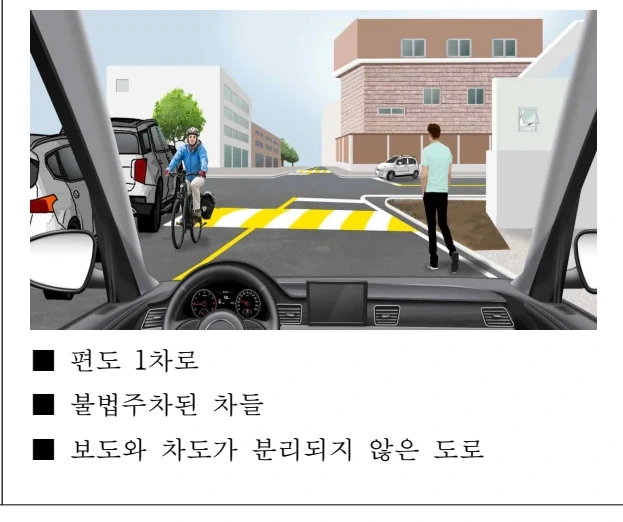 ■ 편도 1차로
■ 불법주차된 차들
■ 보도와 차도가 분리되지 않은 도로